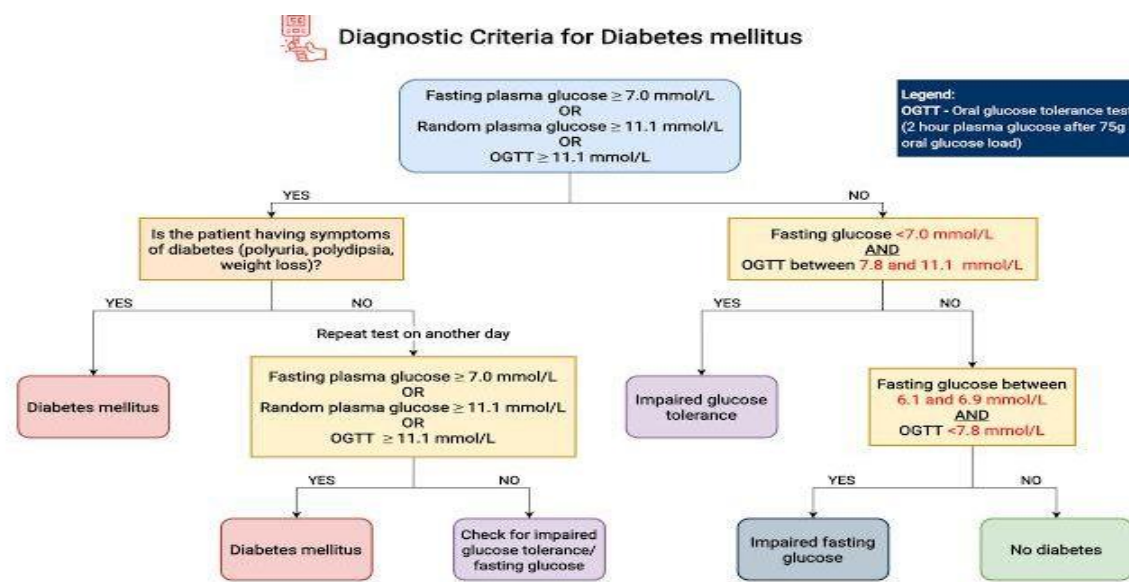 Diagnostic Criteria for Diabetes mellitus
Fasting plasma glucose ≥ 7.0 mmol/L
OR
Random plasma glucose ≥ 11.1 mmol/L
OR
OGTT ≥ 11.1 mmol/L
Legend:
OGTT - Oral glucose tolerance test
(2 hour plasma glucose after 75g
oral glucose load)
YES
NO
Is the patient having symptoms
of diabetes (polyuria, polydipsia,
weight loss)?
Fasting glucose <7.0 mmol/L
AND
OGTT between 7.8 and 11.1 mmol/L
YES
NO
YES
NO
Repeat test on another day
Diabetes mellitus
Fasting plasma glucose ≥ 7.0 mmol/L
OR
Random plasma glucose ≥ 11.1 mmol/L
OR
OGTT ≥ 11.1 mmol/L
Impaired glucose
tolerance
Fasting glucose between
6.1 and 6.9 mmol/L
AND
OGTT <7.8 mmol/L
YES
NO
YES
NO
Diabetes mellitus
Check for impaired
glucose tolerance/
fasting glucose
Impaired fasting
glucose
No diabetes